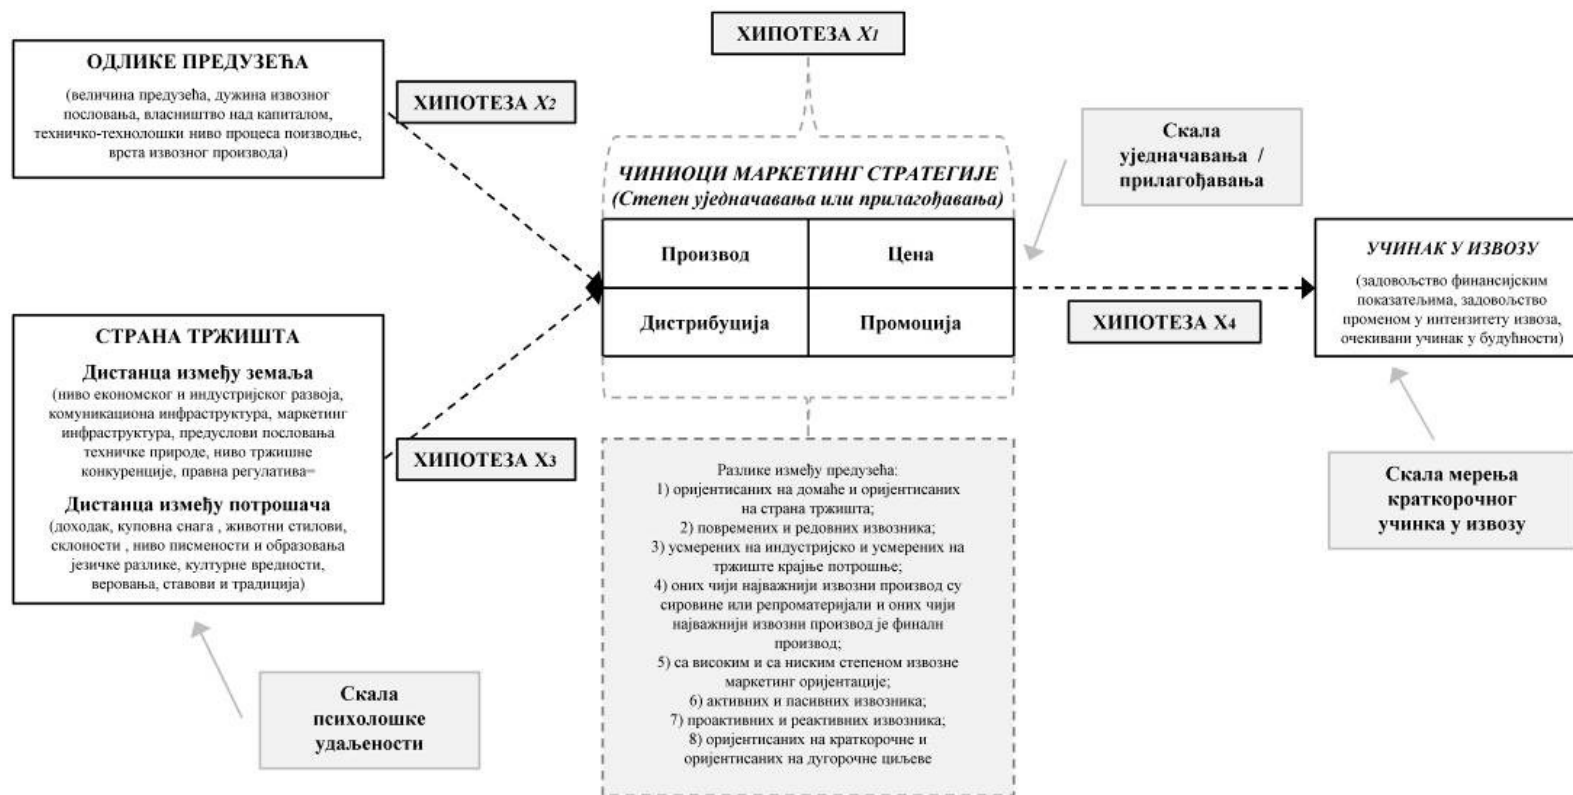 ХИПОТЕЗА X1
ОДЛИКЕ ПРЕДУЗЕЋА
(величина предузећа, дужина извозног
пословања, власништво над капиталом,
техничко-технолошки ниво процеса поизводње,
врста извозног производа)
ХИПОТЕЗА X2
Скала
уједначавања /
прилагођавања
ЧИНИОЦИ МАРКЕТИНГ СТРАТЕГИЈЕ
(Степен уједначавања или прилагођавања)
Производ
Цена
Дистрибуција
Промоција
УЧИНАК У ИЗВОЗУ
(задовољство финансијским
показатељима, задовољство
променом у интензитету извоза,
очекивани учинак у будућности)
ХИПОТЕЗА X4
СТРАНА ТРЖИШТА
Дистанца између земаља
(ниво економског и индустријског развоја,
комуникациона инфраструктура, маркетинг
инфраструктура, предуслови пословања
техничке природе, ниво тржишне
конкуренције, правна регулатива=
Дистанца између потрошача
(доходак, куповна снага , животни стилови,
склоности , ниво писмености и образовања
језичке разлике, културне вредности,
веровања, ставови и традиција)
ХИПОТЕЗА X3
Разлике између предузећа:
1) оријентисаних на домаће и оријентисаних
на страна тржишта;
2) повремених и редовних извозника;
3) усмерених на индустријско и усмерених на
тржиште крајње потрошње;
4) оних чији најважнији извозни производ су
сировине или репроматеријали и оних чији
најважнији извозни производ је финалн
производ;
5) са високим и са ниским степеном извозне
маркетинг оријентације;
6) активних и пасивних извозника;
7) проактивних и реактивних извозника;
8) оријентисаних на краткорочне и
оријентисаних на дугорочне циљеве
Скала мерења
краткорочног
учинка у извозу
Скала
психолошке
удаљености